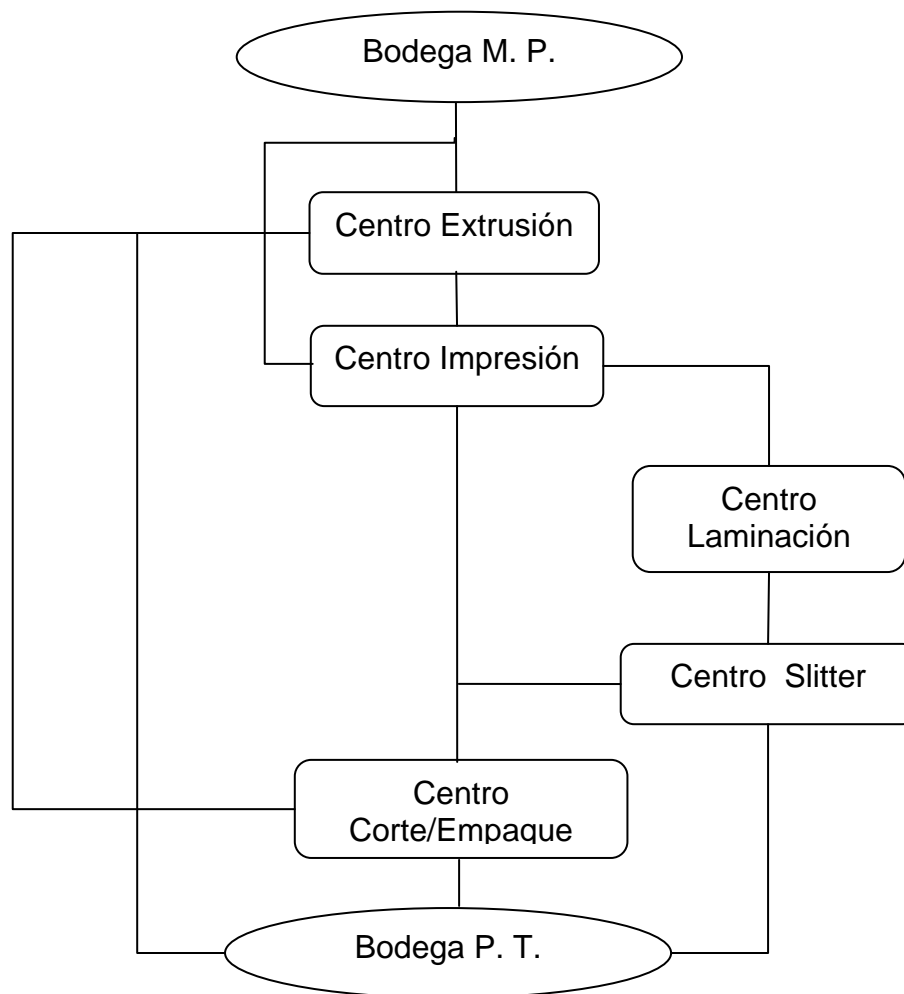 Bodega M. P.
Centro Extrusión
Centro Impresión
Centro
Laminación
Centro Slitter
Centro
Corte/Empaque
Bodega P. T.